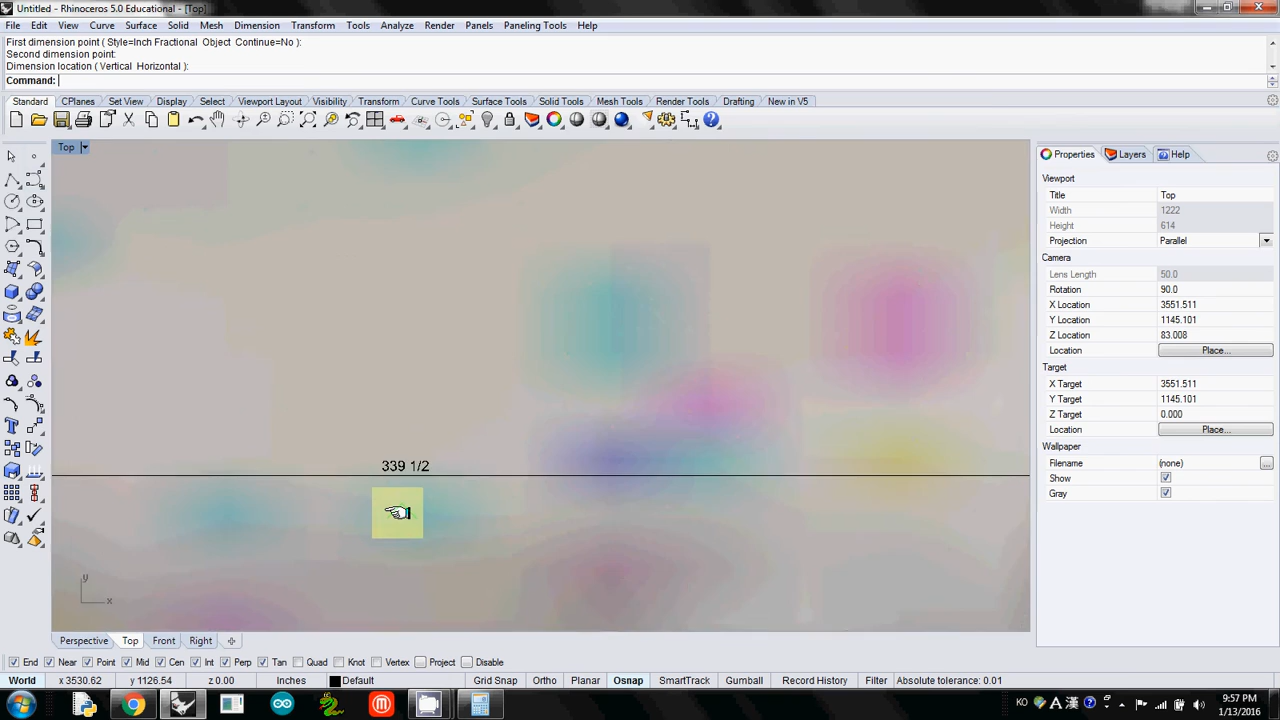 Untitled - Rhinoceros 5.0 Educational - [Top]
File Edit View Curve Surface Solid Mesh Dimension Transform Tools Analyze Render Panels Paneling Tools Help
First dimension point ( Style=Inch Fractional Object Continue=No ):
Second dimension point:
Dimension location ( Vertical Horizontal ):
Command:
Standard CPlanes Set View Display Select Viewport Layout Visibility Transform Curve Tools Surface Tools Solid Tools Mesh Tools Render Tools Drafting New in V5
Top
Properties Layers Help
Viewport
Title Top
Width 1222
Height 614
Projection Parallel
Camera
Lens Length 50.0
Rotation 90.0
X Location 3551.511
Y Location 1145.101
Z Location 83.008
Location Place...
Target
X Target 3551.511
Y Target 1145.101
Z Target 0.000
Location Place...
Wallpaper
Filename (none) ...
Show
Gray
339 1/2
y
x
Perspective Top Front Right
End Near Point Mid Cen Int Perp Tan Quad Knot Vertex Project Disable
World x 3530.62 y 1126.54 z 0.00 Inches Default Grid Snap Ortho Planar Osnap SmartTrack Gumball Record History Filter Absolute tolerance: 0.01
KO A 漢
9:57 PM
1/13/2016